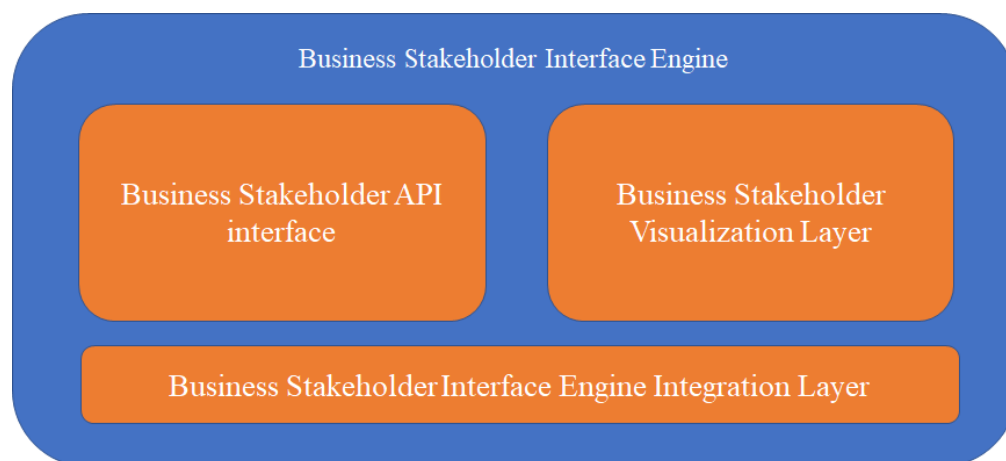 Business Stakeholder Interface Engine
Business Stakeholder API
interface
Business Stakeholder
Visualization Layer
Business Stakeholder Interface Engine Integration Layer